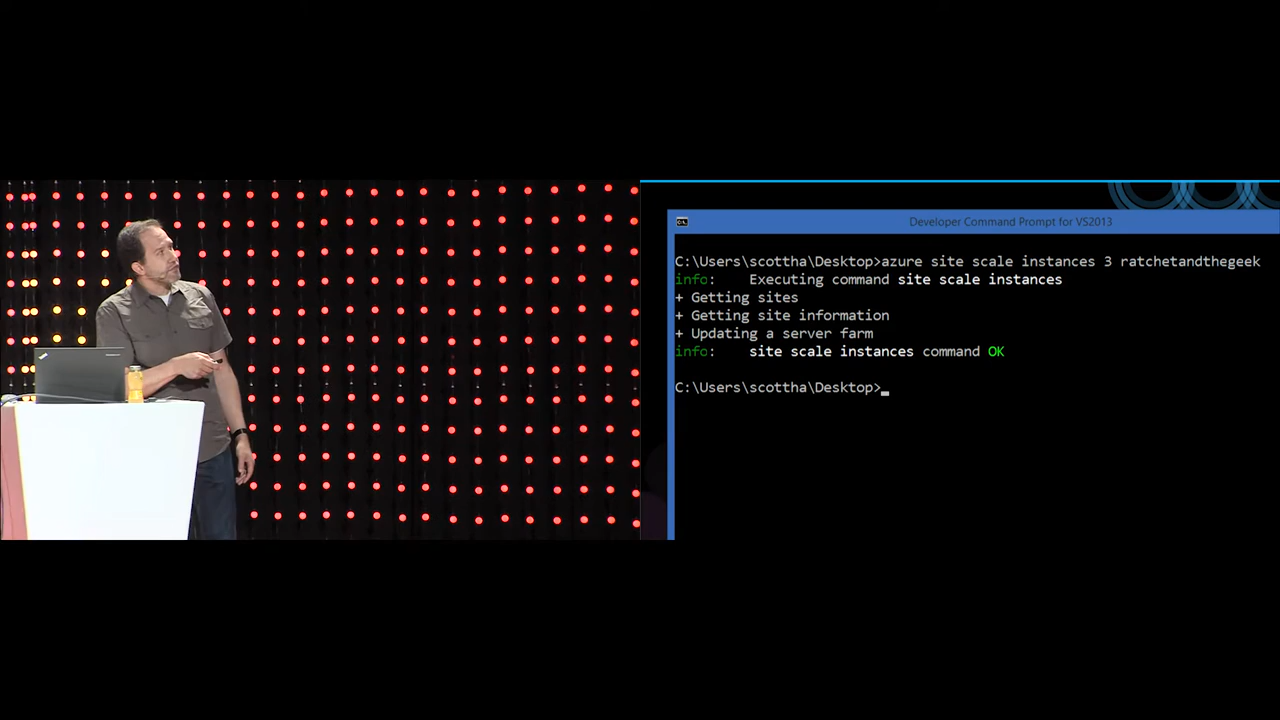 Developer Command Prompt for VS2013
C:\Users\scottha\Desktop>azure site scale instances 3 ratchetandthegeek
info:    Executing command site scale instances
+ Getting sites
+ Getting site information
+ Updating a server farm
info:    site scale instances command OK
C:\Users\scottha\Desktop>_